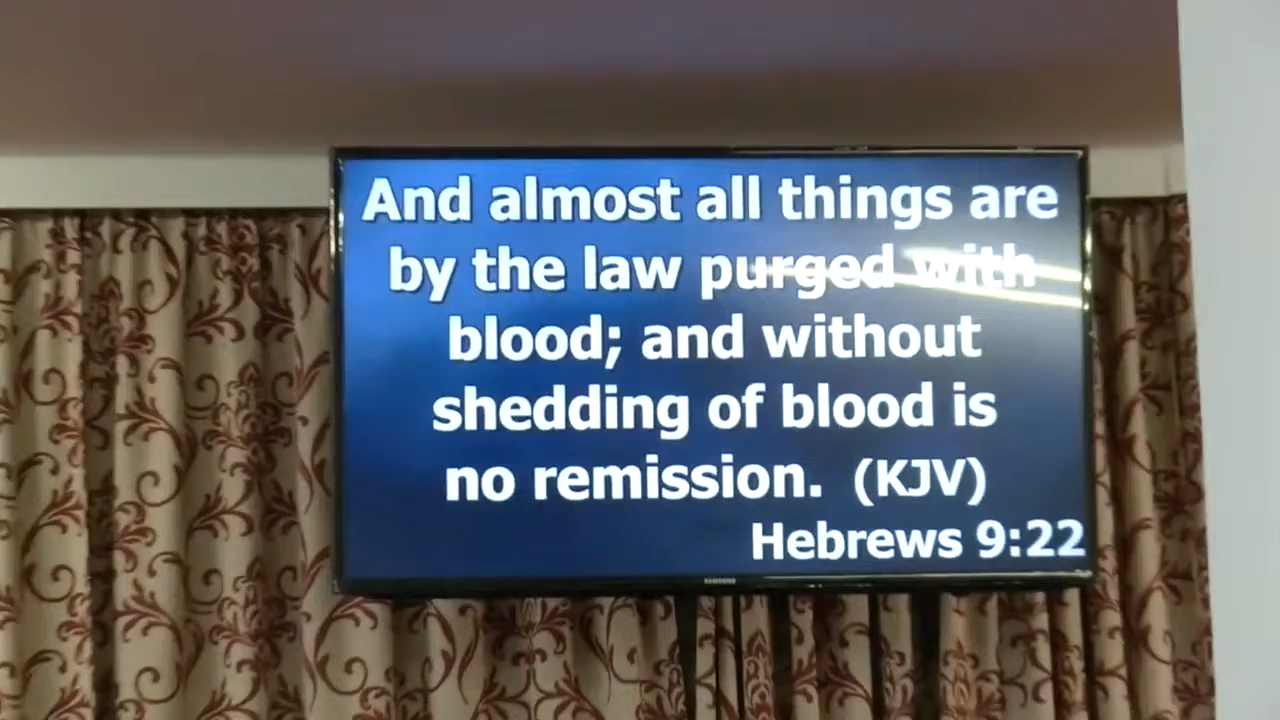 And almost all things are
by the law purged with
blood; and without
shedding of blood is
no remission. (KJV)
Hebrews 9:22
SAMSUNG